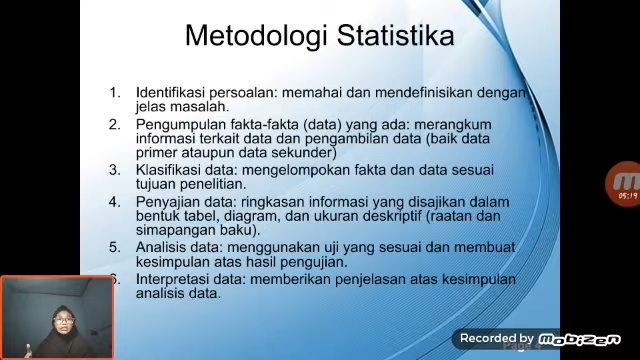 Metodologi Statistika
1. Identifikasi persoalan: memahai dan mendefinisikan dengan
jelas masalah.
2. Pengumpulan fakta-fakta (data) yang ada: merangkum
informasi terkait data dan pengambilan data (baik data
primer ataupun data sekunder)
3. Klasifikasi data: mengelompokan fakta dan data sesuai
tujuan penelitian.
4. Penyajian data: ringkasan informasi yang disajikan dalam
bentuk tabel, diagram, dan ukuran deskriptif (raatan dan
simapangan baku).
5. Analisis data: menggunakan uji yang sesuai dan membuat
kesimpulan atas hasil pengujian.
6. Interpretasi data: memberikan penjelasan atas kesimpulan
analisis data.
05:19
Recorded by MOBIZEN
Page 4